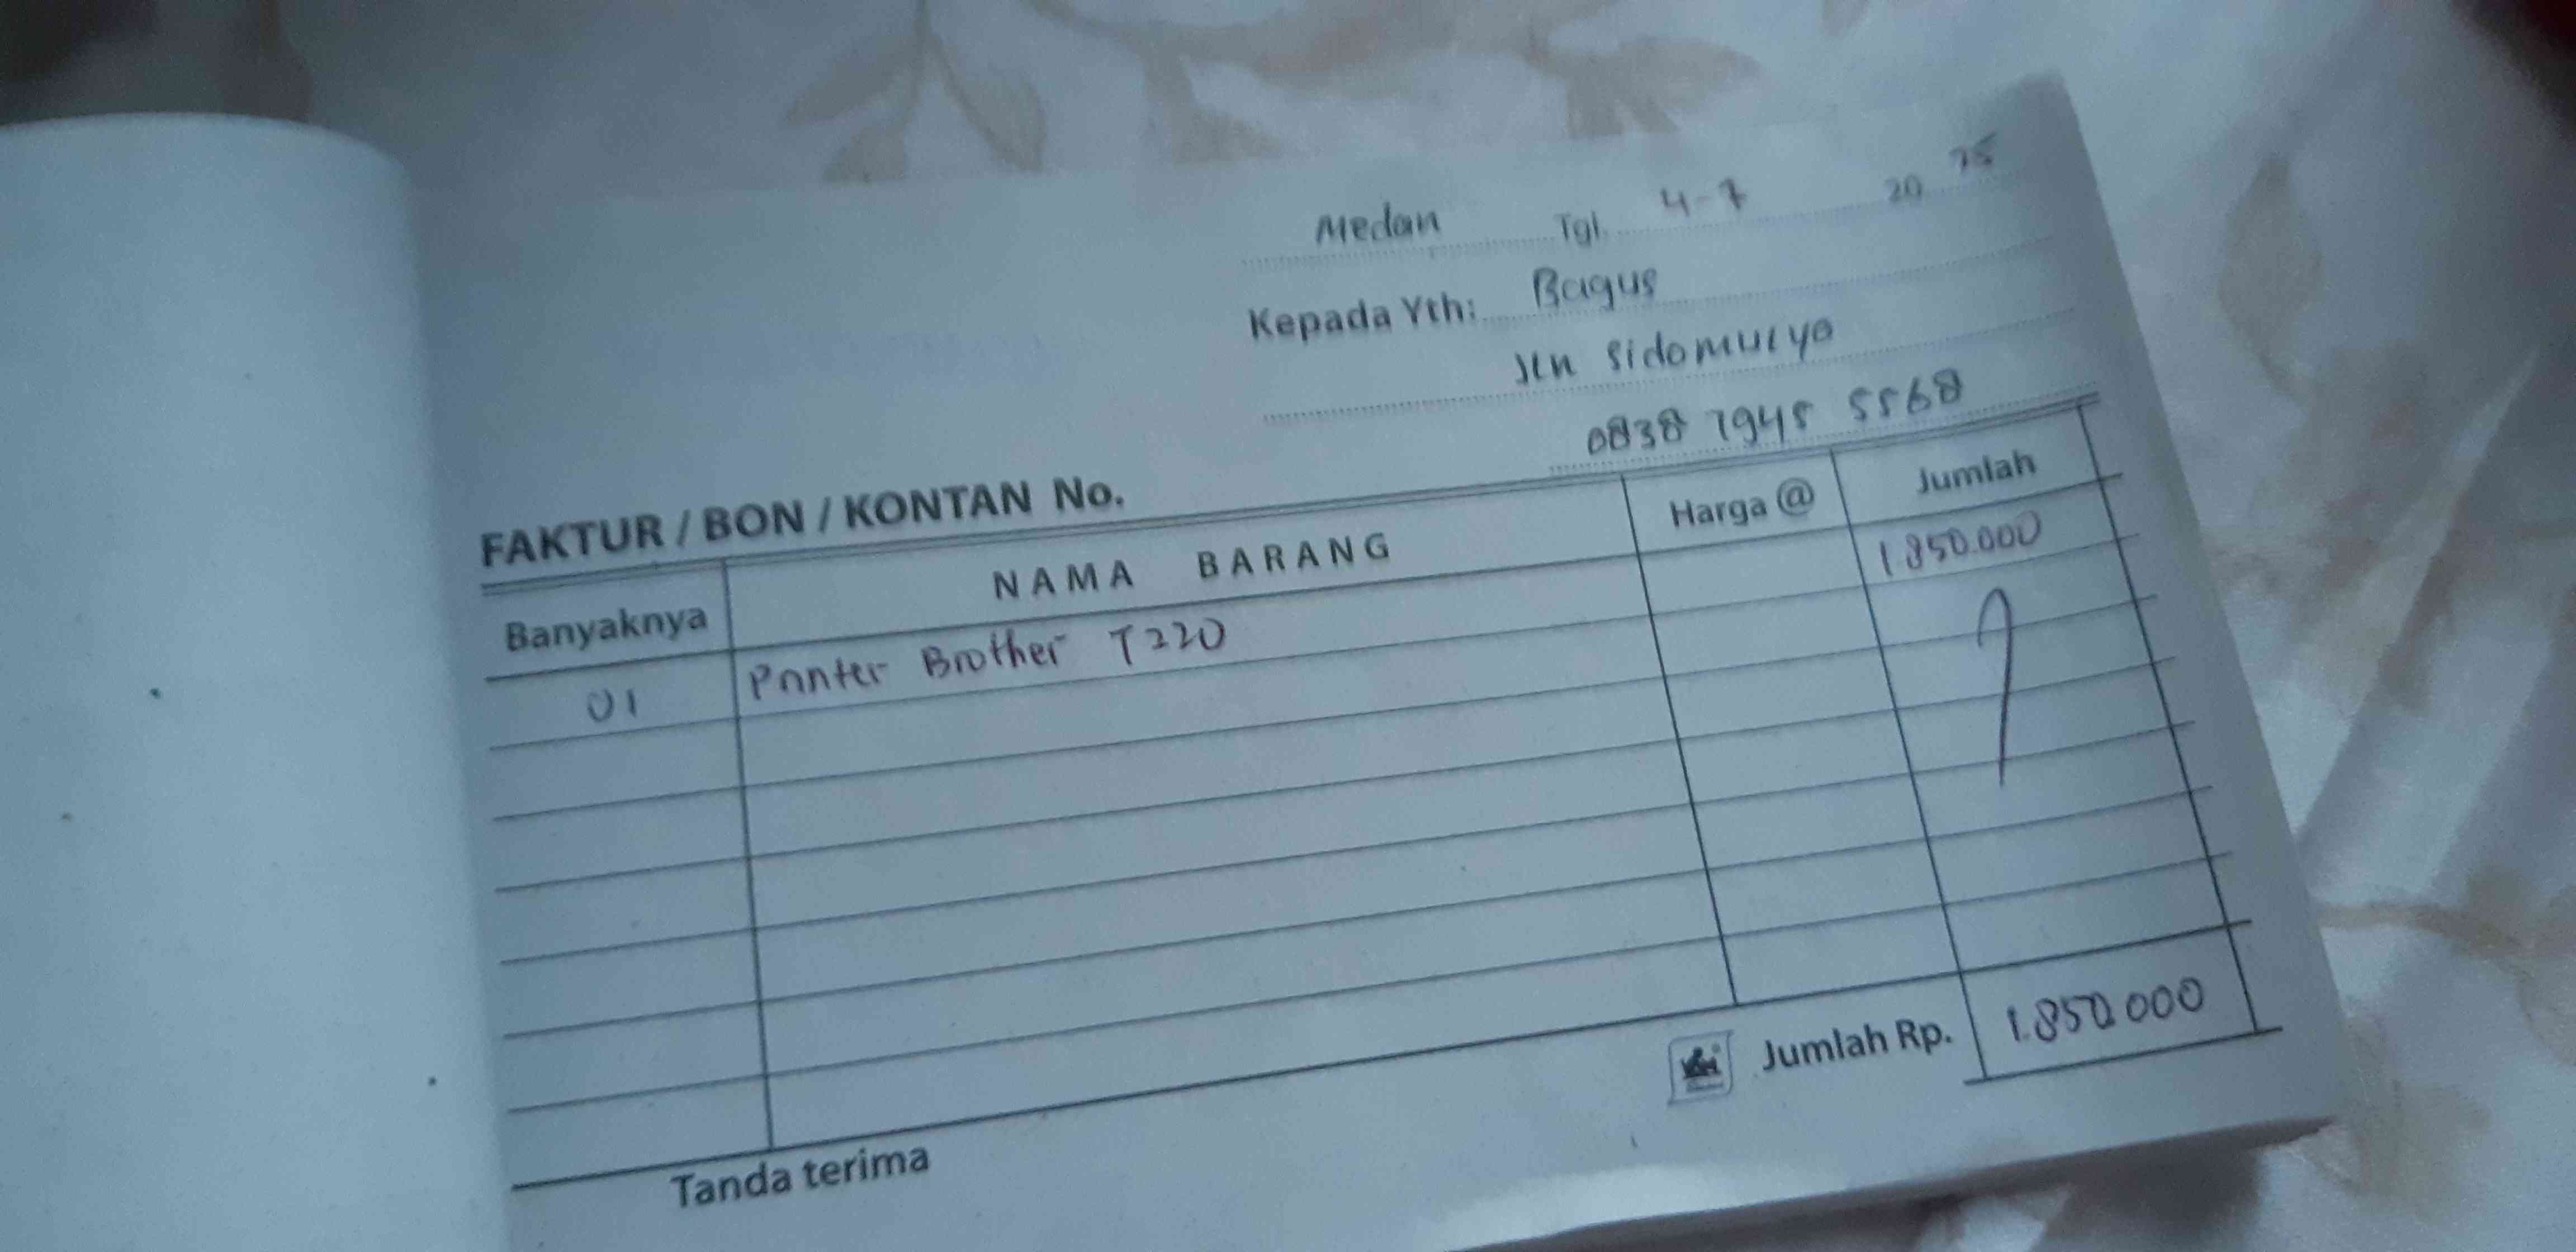 Medan Tgl. 4-7 20 25
Kepada Yth: Bagus
Jln Sidomulyo
0838 7945 5568
FAKTUR / BON / KONTAN No.
Banyaknya NAMA BARANG Harga @ Jumlah
01 Printer Brother T220 1.850.000
Jumlah Rp. 1.850.000
Tanda terima